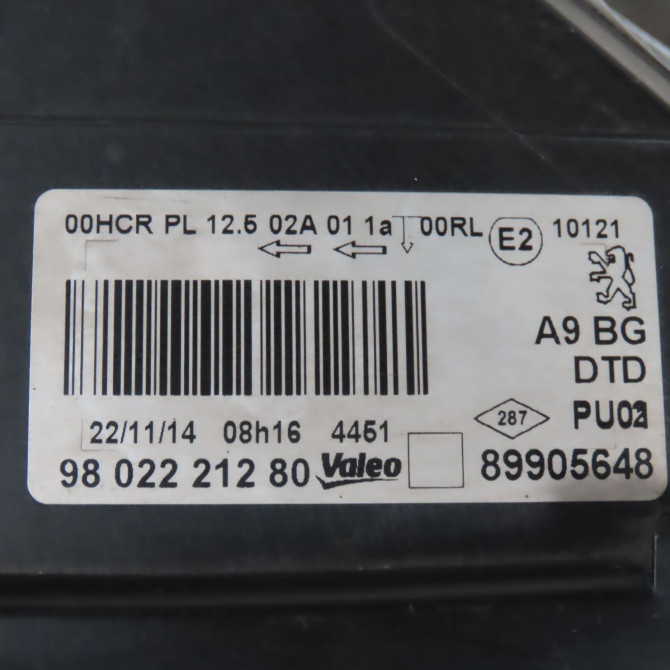 00HCR PL 12.5 02A 01 1a 00RL E2 10121
A9 BG
DTD
287 PU02
22/11/14 08h16 4451
98 022 212 80 Valeo 89905648